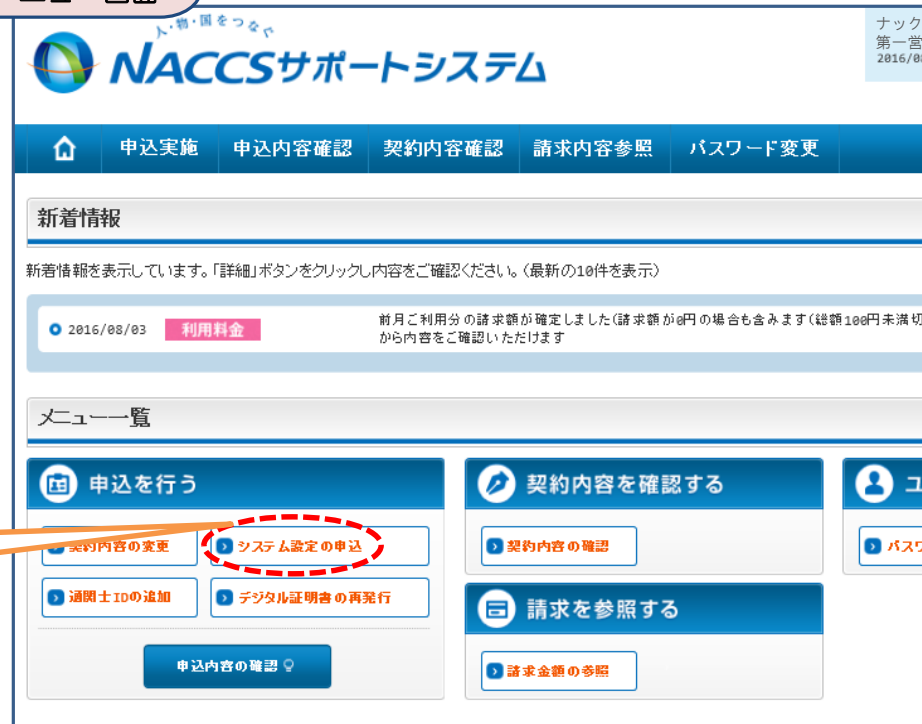 人・物・国をつなぐ
NACCSサポートシステム
ナック
第一営
2016/0
申込実施 申込内容確認 契約内容確認 請求内容参照 パスワード変更
新着情報
新着情報を表示しています。「詳細」ボタンをクリックし内容をご確認ください。（最新の10件を表示）
2016/08/03 利用料金 前月ご利用分の請求額が確定しました(請求額が0円の場合も含みます(総額100円未満切
から内容をご確認いただけます
メニュー一覧
申込を行う
契約内容の変更 システム設定の申込
通関士IDの追加 デジタル証明書の再発行
申込内容の確認
契約内容を確認する
契約内容の確認
請求を参照する
請求金額の参照
ユ
パスワ